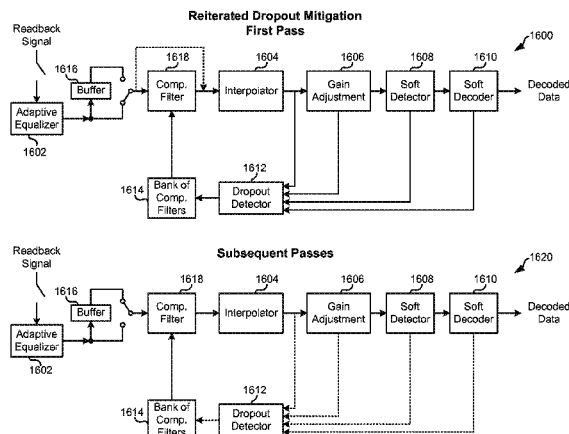 Reiterated Dropout Mitigation
First Pass
Readback
Signal
1600
1616
1618
1604
1606
1608
1610
Buffer
Comp.
Filter
Interpolator
Gain
Adjustment
Soft
Detector
Soft
Decoder
Decoded
Data
Adaptive
Equalizer
1602
1612
1614
Bank of
Comp.
Filters
Dropout
Detector
Subsequent Passes
Readback
Signal
1620
1616
1618
1604
1606
1608
1610
Buffer
Comp.
Filter
Interpolator
Gain
Adjustment
Soft
Detector
Soft
Decoder
Decoded
Data
Adaptive
Equalizer
1602
1612
1614
Bank of
Comp.
Filters
Dropout
Detector